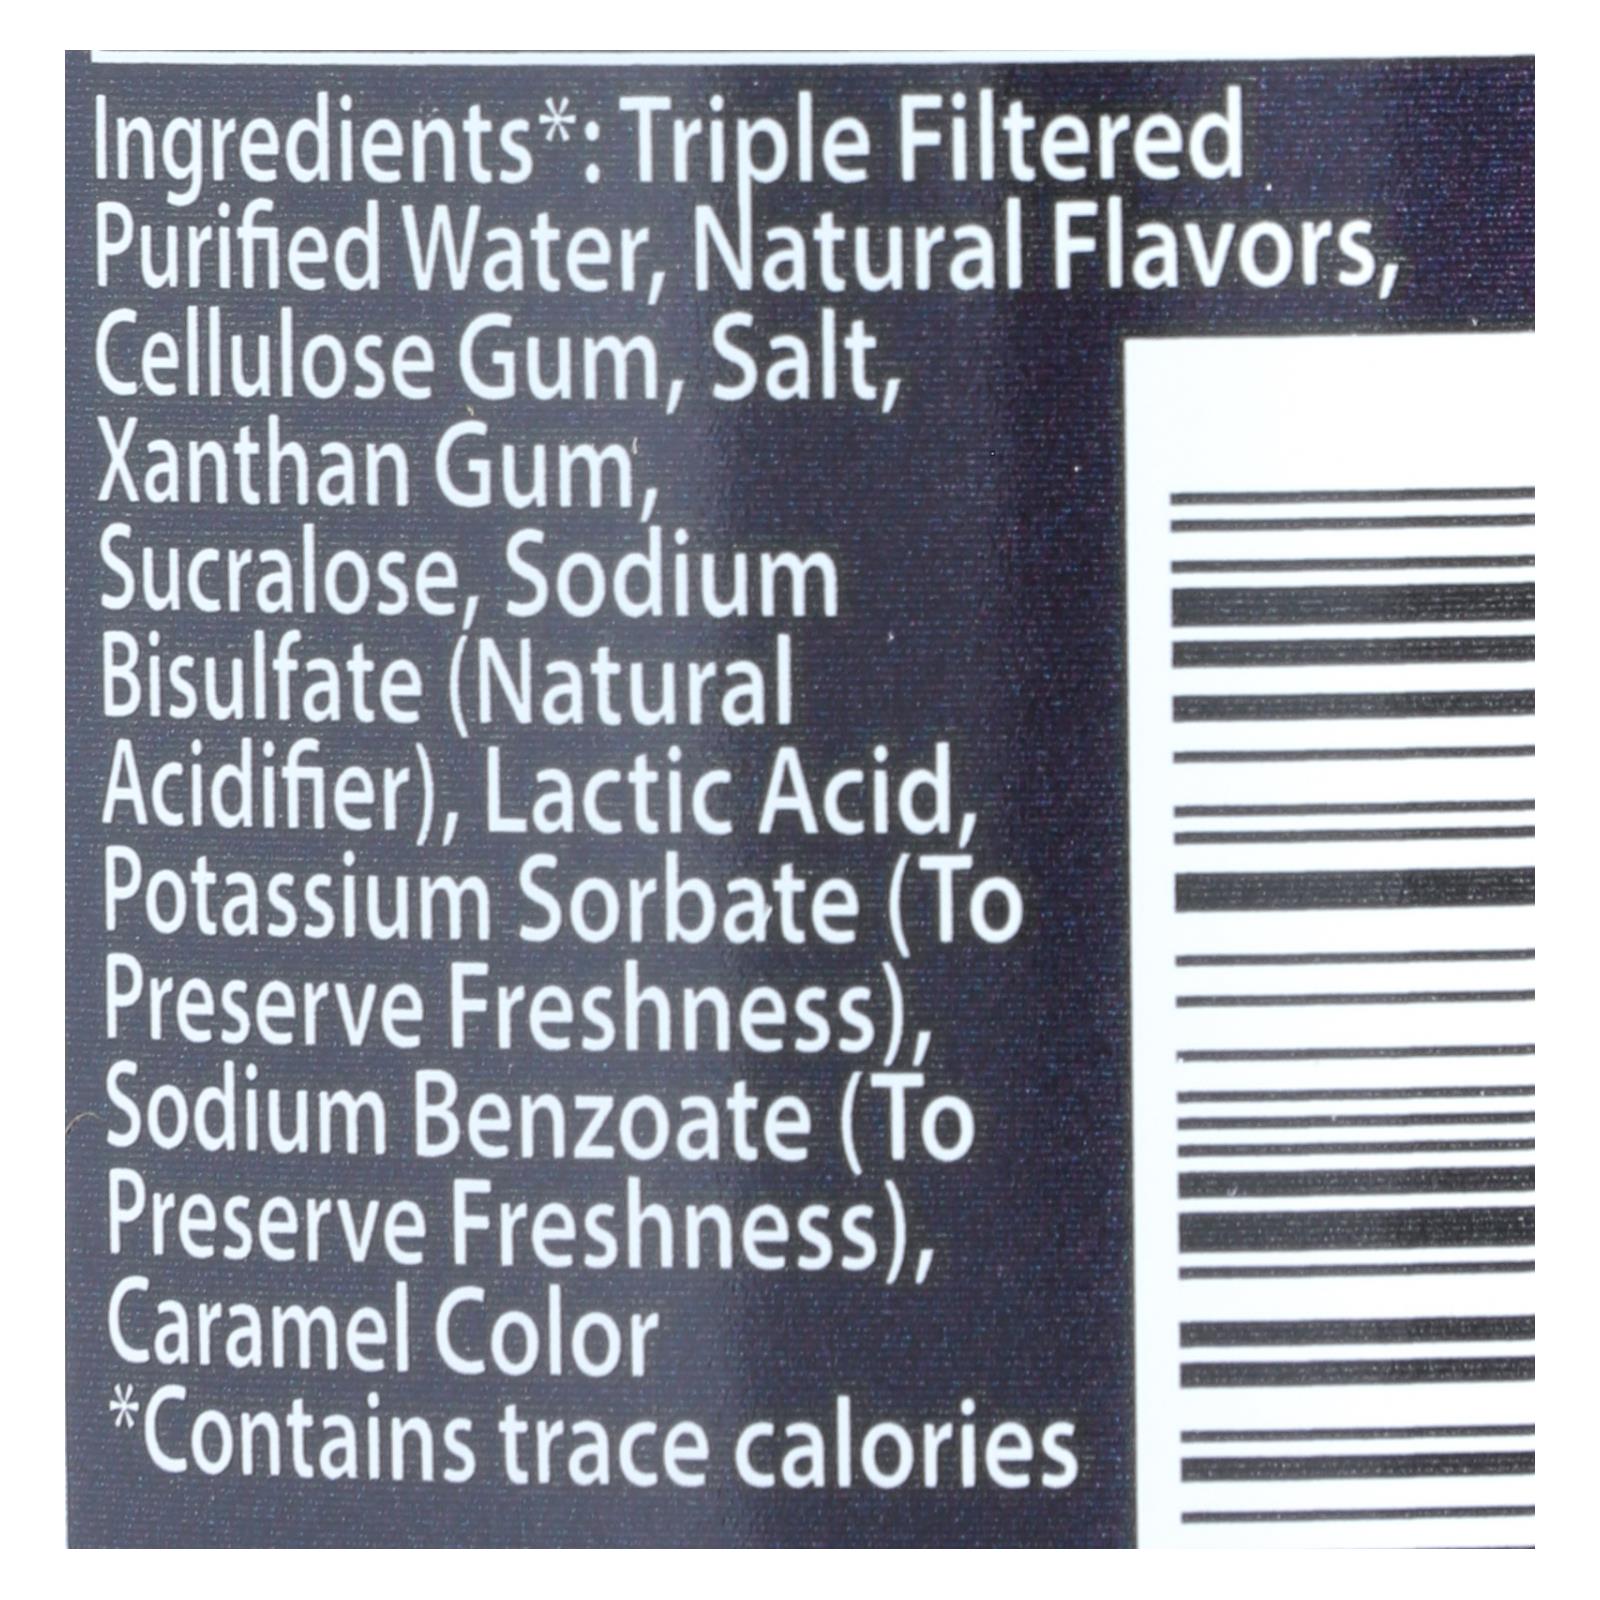 Ingredients*: Triple Filtered
Purified Water, Natural Flavors,
Cellulose Gum, Salt,
Xanthan Gum,
Sucralose, Sodium
Bisulfate (Natural
Acidifier), Lactic Acid,
Potassium Sorbate (To
Preserve Freshness),
Sodium Benzoate (To
Preserve Freshness),
Caramel Color
*Contains trace calories